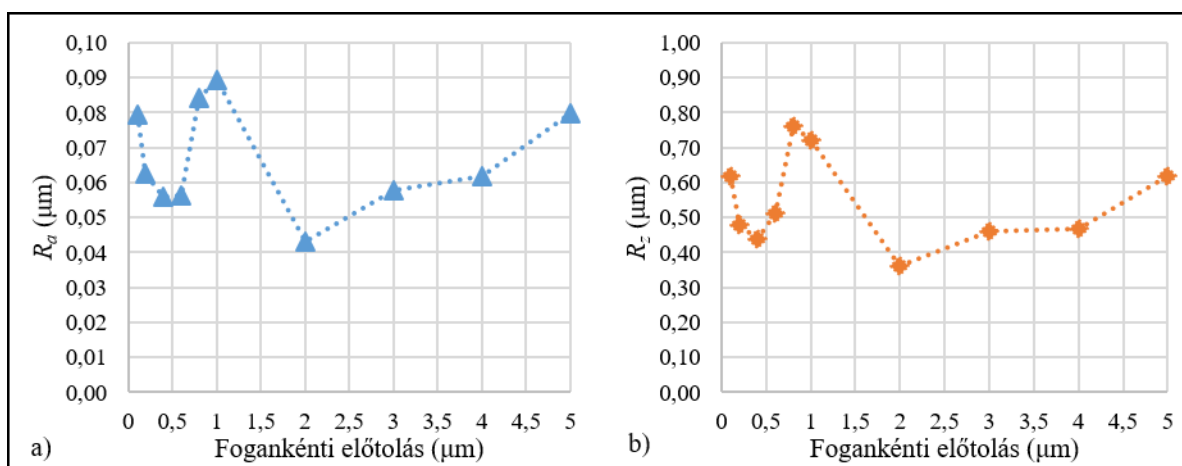 0,10
0,09
0,08
0,07
0,06
0,05
0,04
0,03
0,02
0,01
0,00
Ra (μm)
0 0,5 1 1,5 2 2,5 3 3,5 4 4,5 5
Fogankénti előtolás (μm)
a)
1,00
0,90
0,80
0,70
0,60
0,50
0,40
0,30
0,20
0,10
0,00
Rz (μm)
0 0,5 1 1,5 2 2,5 3 3,5 4 4,5 5
Fogankénti előtolás (μm)
b)